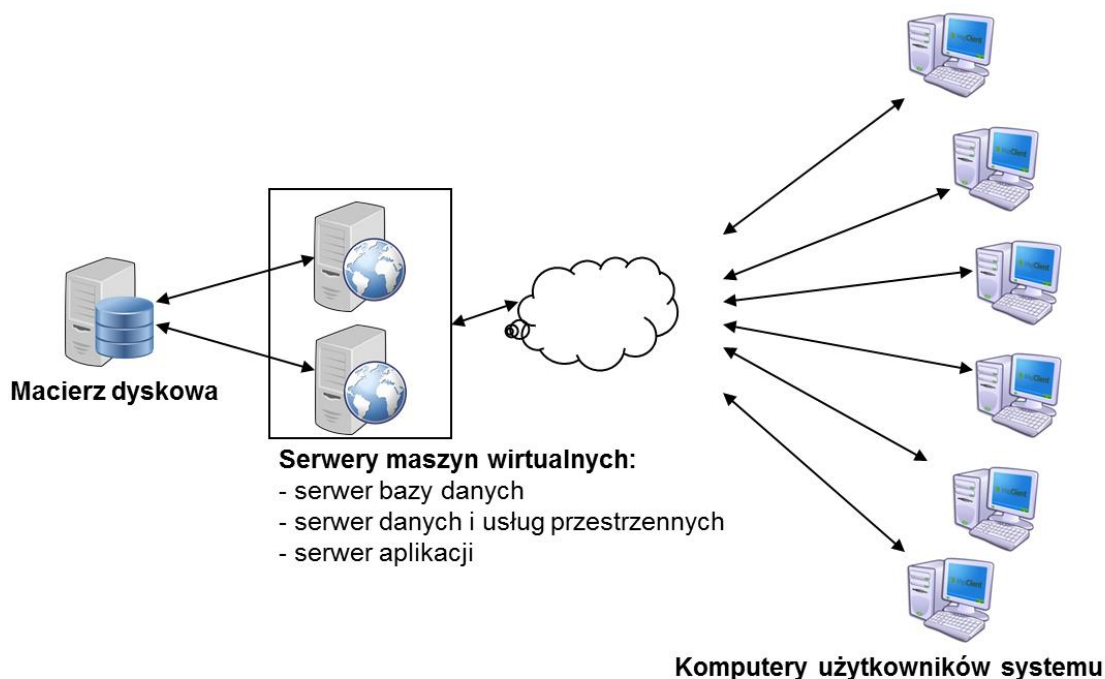 Macierz dyskowa
Serwery maszyn wirtualnych:
- serwer bazy danych
- serwer danych i usług przestrzennych
- serwer aplikacji
Komputery użytkowników systemu